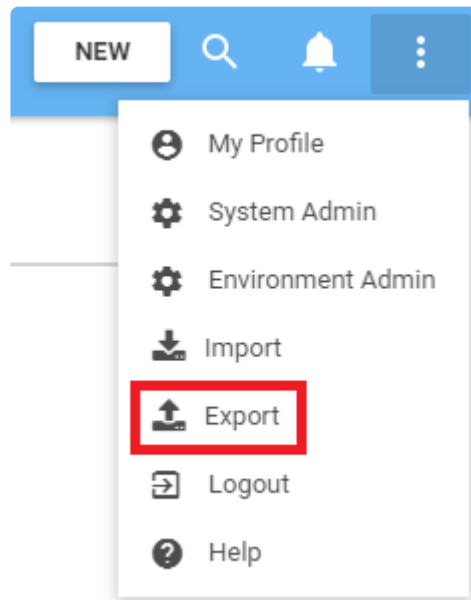 NEW
My Profile
System Admin
Environment Admin
Import
Export
Logout
Help